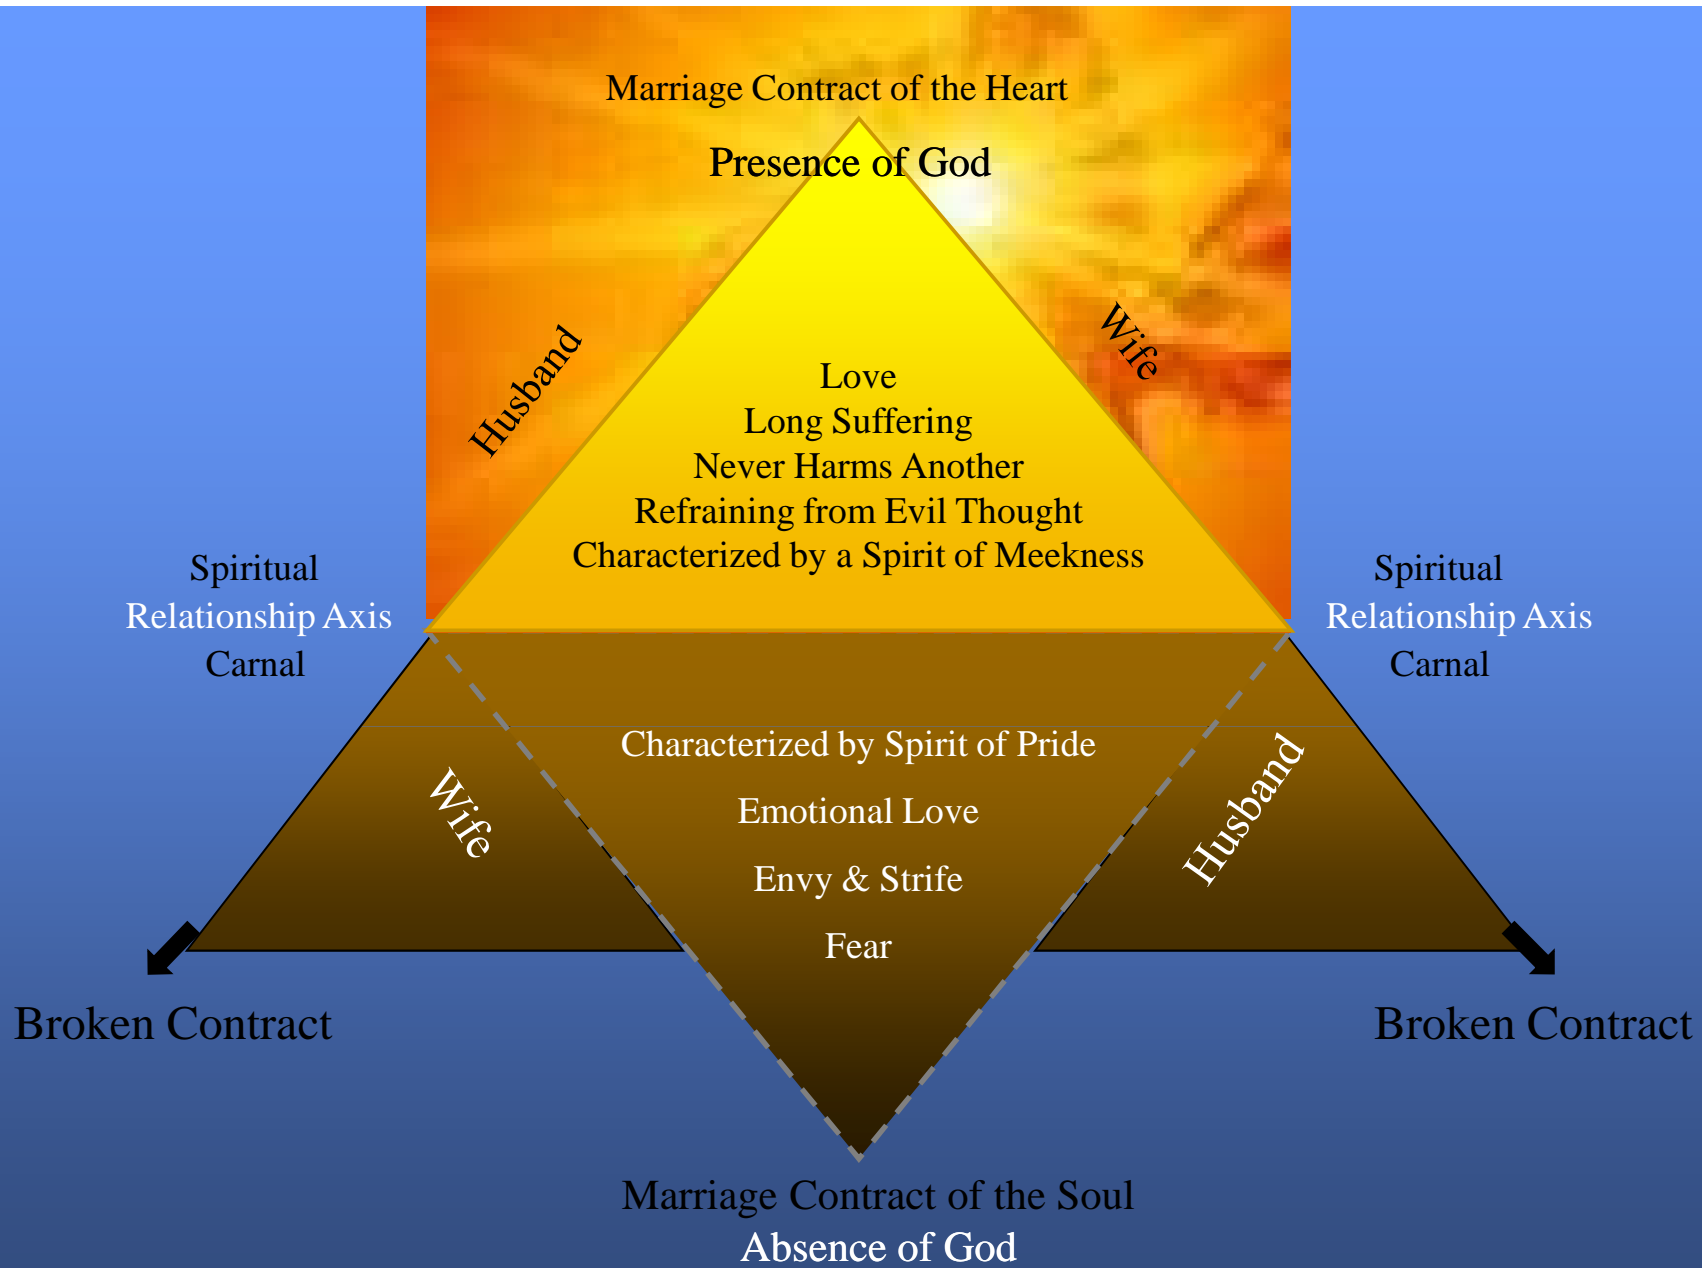 Marriage Contract of the Heart
Presence of God
Husband
Wife
Love
Long Suffering
Never Harms Another
Refraining from Evil Thought
Characterized by a Spirit of Meekness
Spiritual
Relationship Axis
Carnal
Spiritual
Relationship Axis
Carnal
Characterized by Spirit of Pride
Emotional Love
Envy & Strife
Fear
Wife
Husband
Broken Contract
Broken Contract
Marriage Contract of the Soul
Absence of God